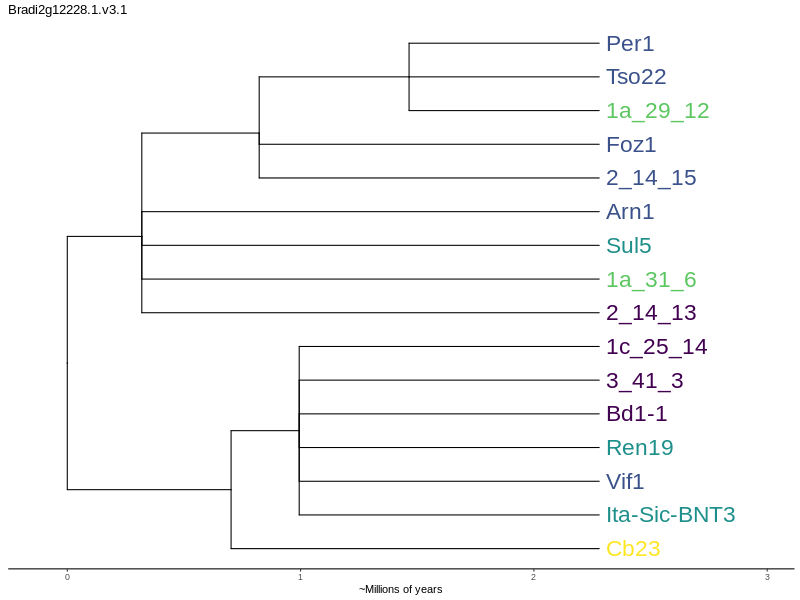 Bradi2g12228.1.v3.1
Per1
Tso22
1a_29_12
Foz1
2_14_15
Arn1
Sul5
1a_31_6
2_14_13
1c_25_14
3_41_3
Bd1-1
Ren19
Vif1
Ita-Sic-BNT3
Cb23
0 1 2 3
~Millions of years